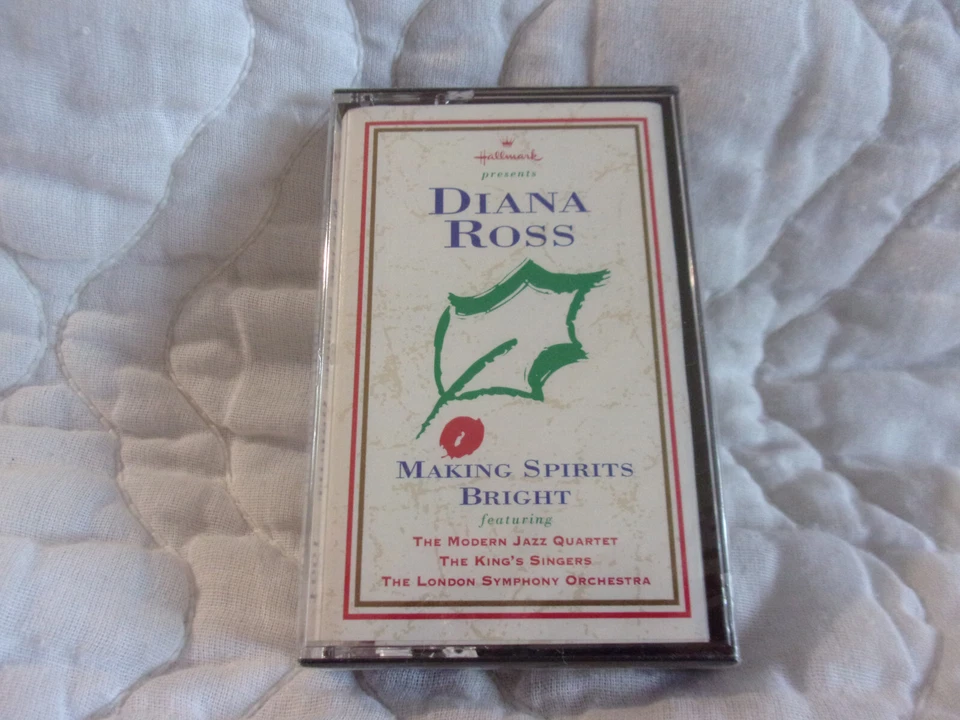 Hallmark
presents
DIANA
ROSS
MAKING SPIRITS
BRIGHT
featuring
THE MODERN JAZZ QUARTET
THE KING'S SINGERS
THE LONDON SYMPHONY ORCHESTRA